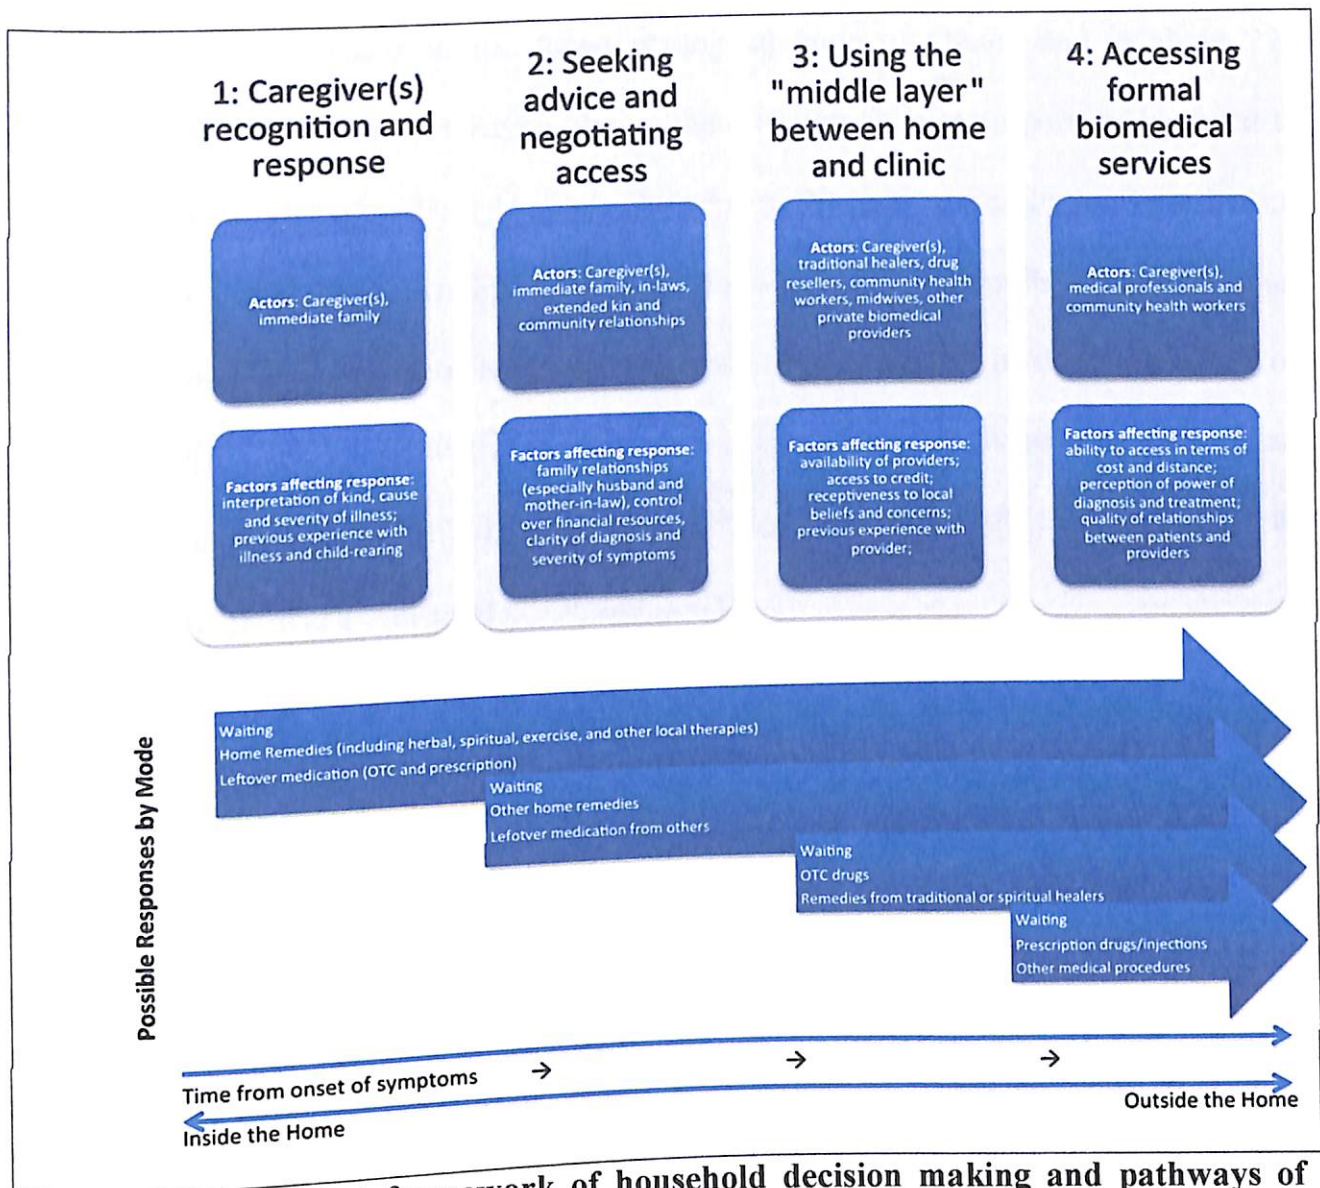 1: Caregiver(s)
recognition and
response
2: Seeking
advice and
negotiating
access
3: Using the
"middle layer"
between home
and clinic
4: Accessing
formal
biomedical
services
Actors: Caregiver(s),
immediate family
Actors: Caregiver(s),
immediate family, in-laws,
extended kin and
community relationships
Actors: Caregiver(s),
traditional healers, drug
resellers, community health
workers, midwives, other
private biomedical
providers
Actors: Caregiver(s),
medical professionals and
community health workers
Factors affecting response:
interpretation of kind, cause
and severity of illness;
previous experience with
illness and child-rearing
Factors affecting response:
family relationships
(especially husband and
mother-in-law), control
over financial resources,
clarity of diagnosis and
severity of symptoms
Factors affecting response:
availability of providers;
access to credit;
receptiveness to local
beliefs and concerns;
previous experience with
provider;
Factors affecting response:
ability to access in terms of
cost and distance;
perception of power of
diagnosis and treatment;
quality of relationships
between patients and
providers
Possible Responses by Mode
Waiting
Home Remedies (including herbal, spiritual, exercise, and other local therapies)
Leftover medication (OTC and prescription)
Waiting
Other home remedies
Lefotver medication from others
Waiting
OTC drugs
Remedies from traditional or spiritual healers
Waiting
Prescription drugs/injections
Other medical procedures
Time from onset of symptoms → → →
Inside the Home
Outside the Home
of household decision making and pathways of